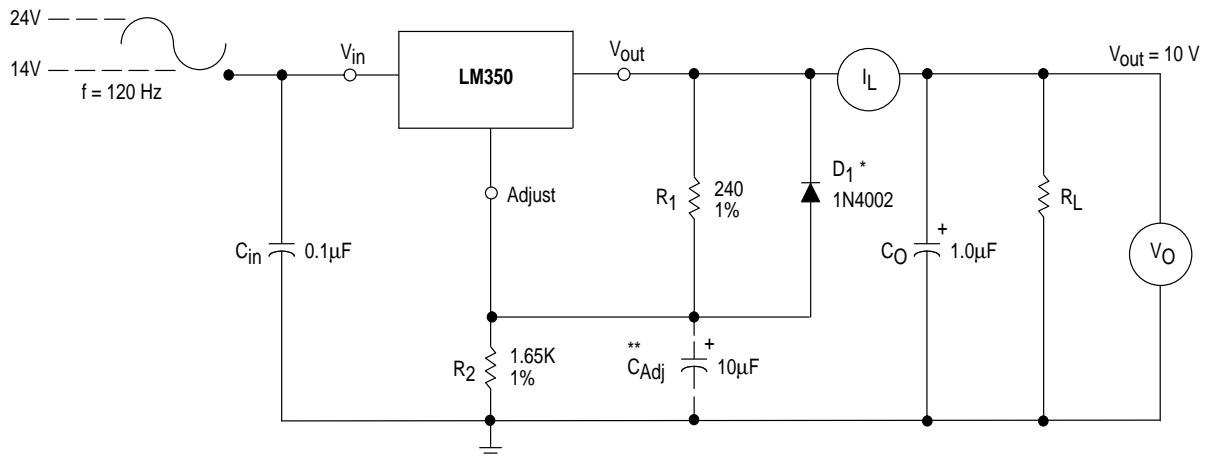 24V
14V
f = 120 Hz
Vin
LM350
Vout
IL
Vout = 10 V
Adjust
R1
240
1%
D1 *
1N4002
Cin
0.1µF
CO
+
1.0µF
RL
VO
R2
1.65K
1%
**
CAdj
+
10µF